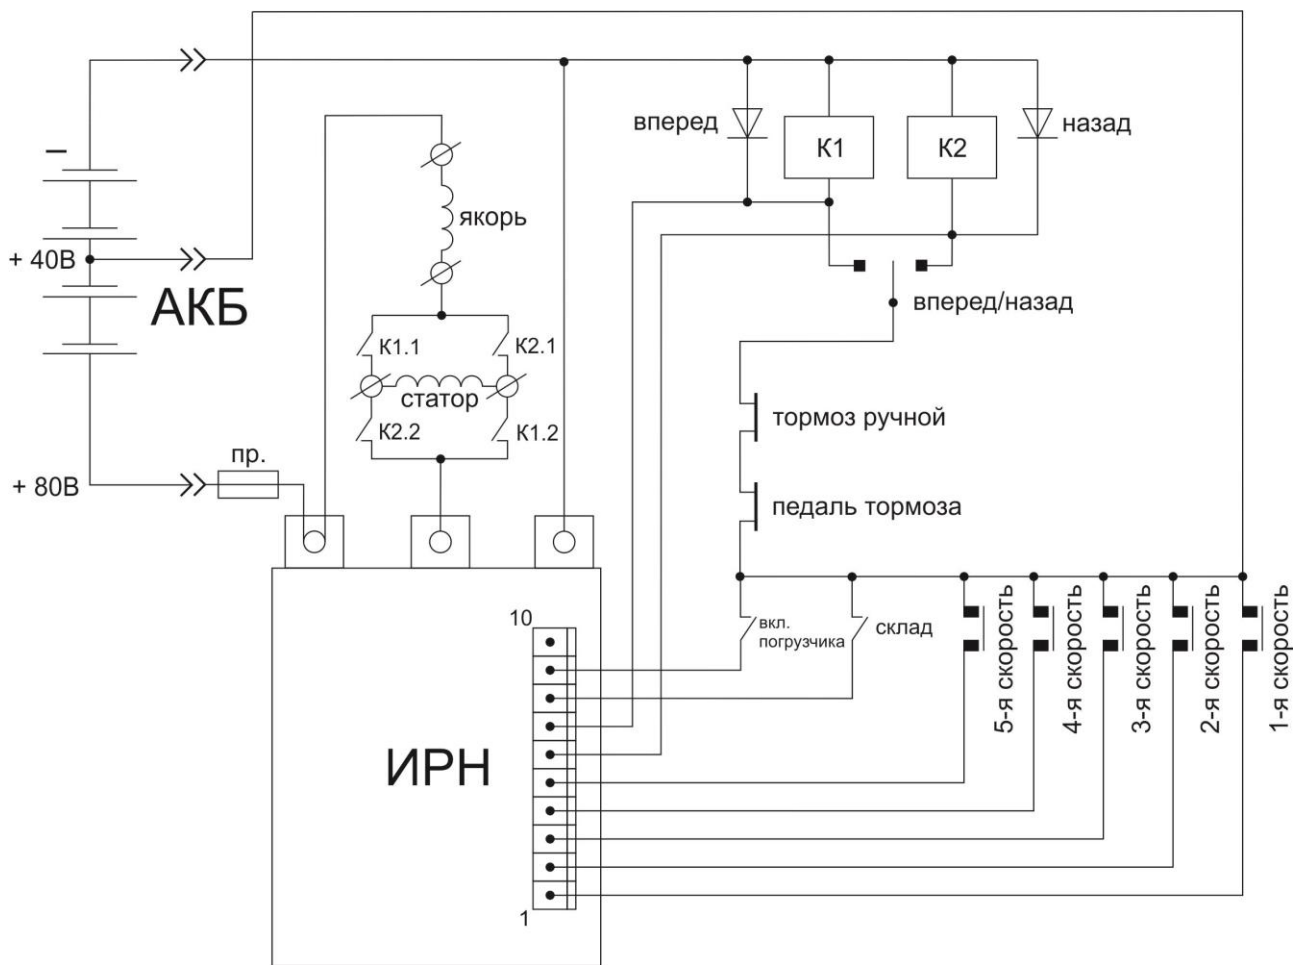 вперед
К1
К2
назад
–
якорь
+ 40В
АКБ
вперед/назад
К1.1
К2.1
статор
К2.2
К1.2
тормоз ручной
пр.
+ 80В
педаль тормоза
вкл.
погрузчика
склад
5-я скорость
4-я скорость
3-я скорость
2-я скорость
1-я скорость
10
ИРН
1